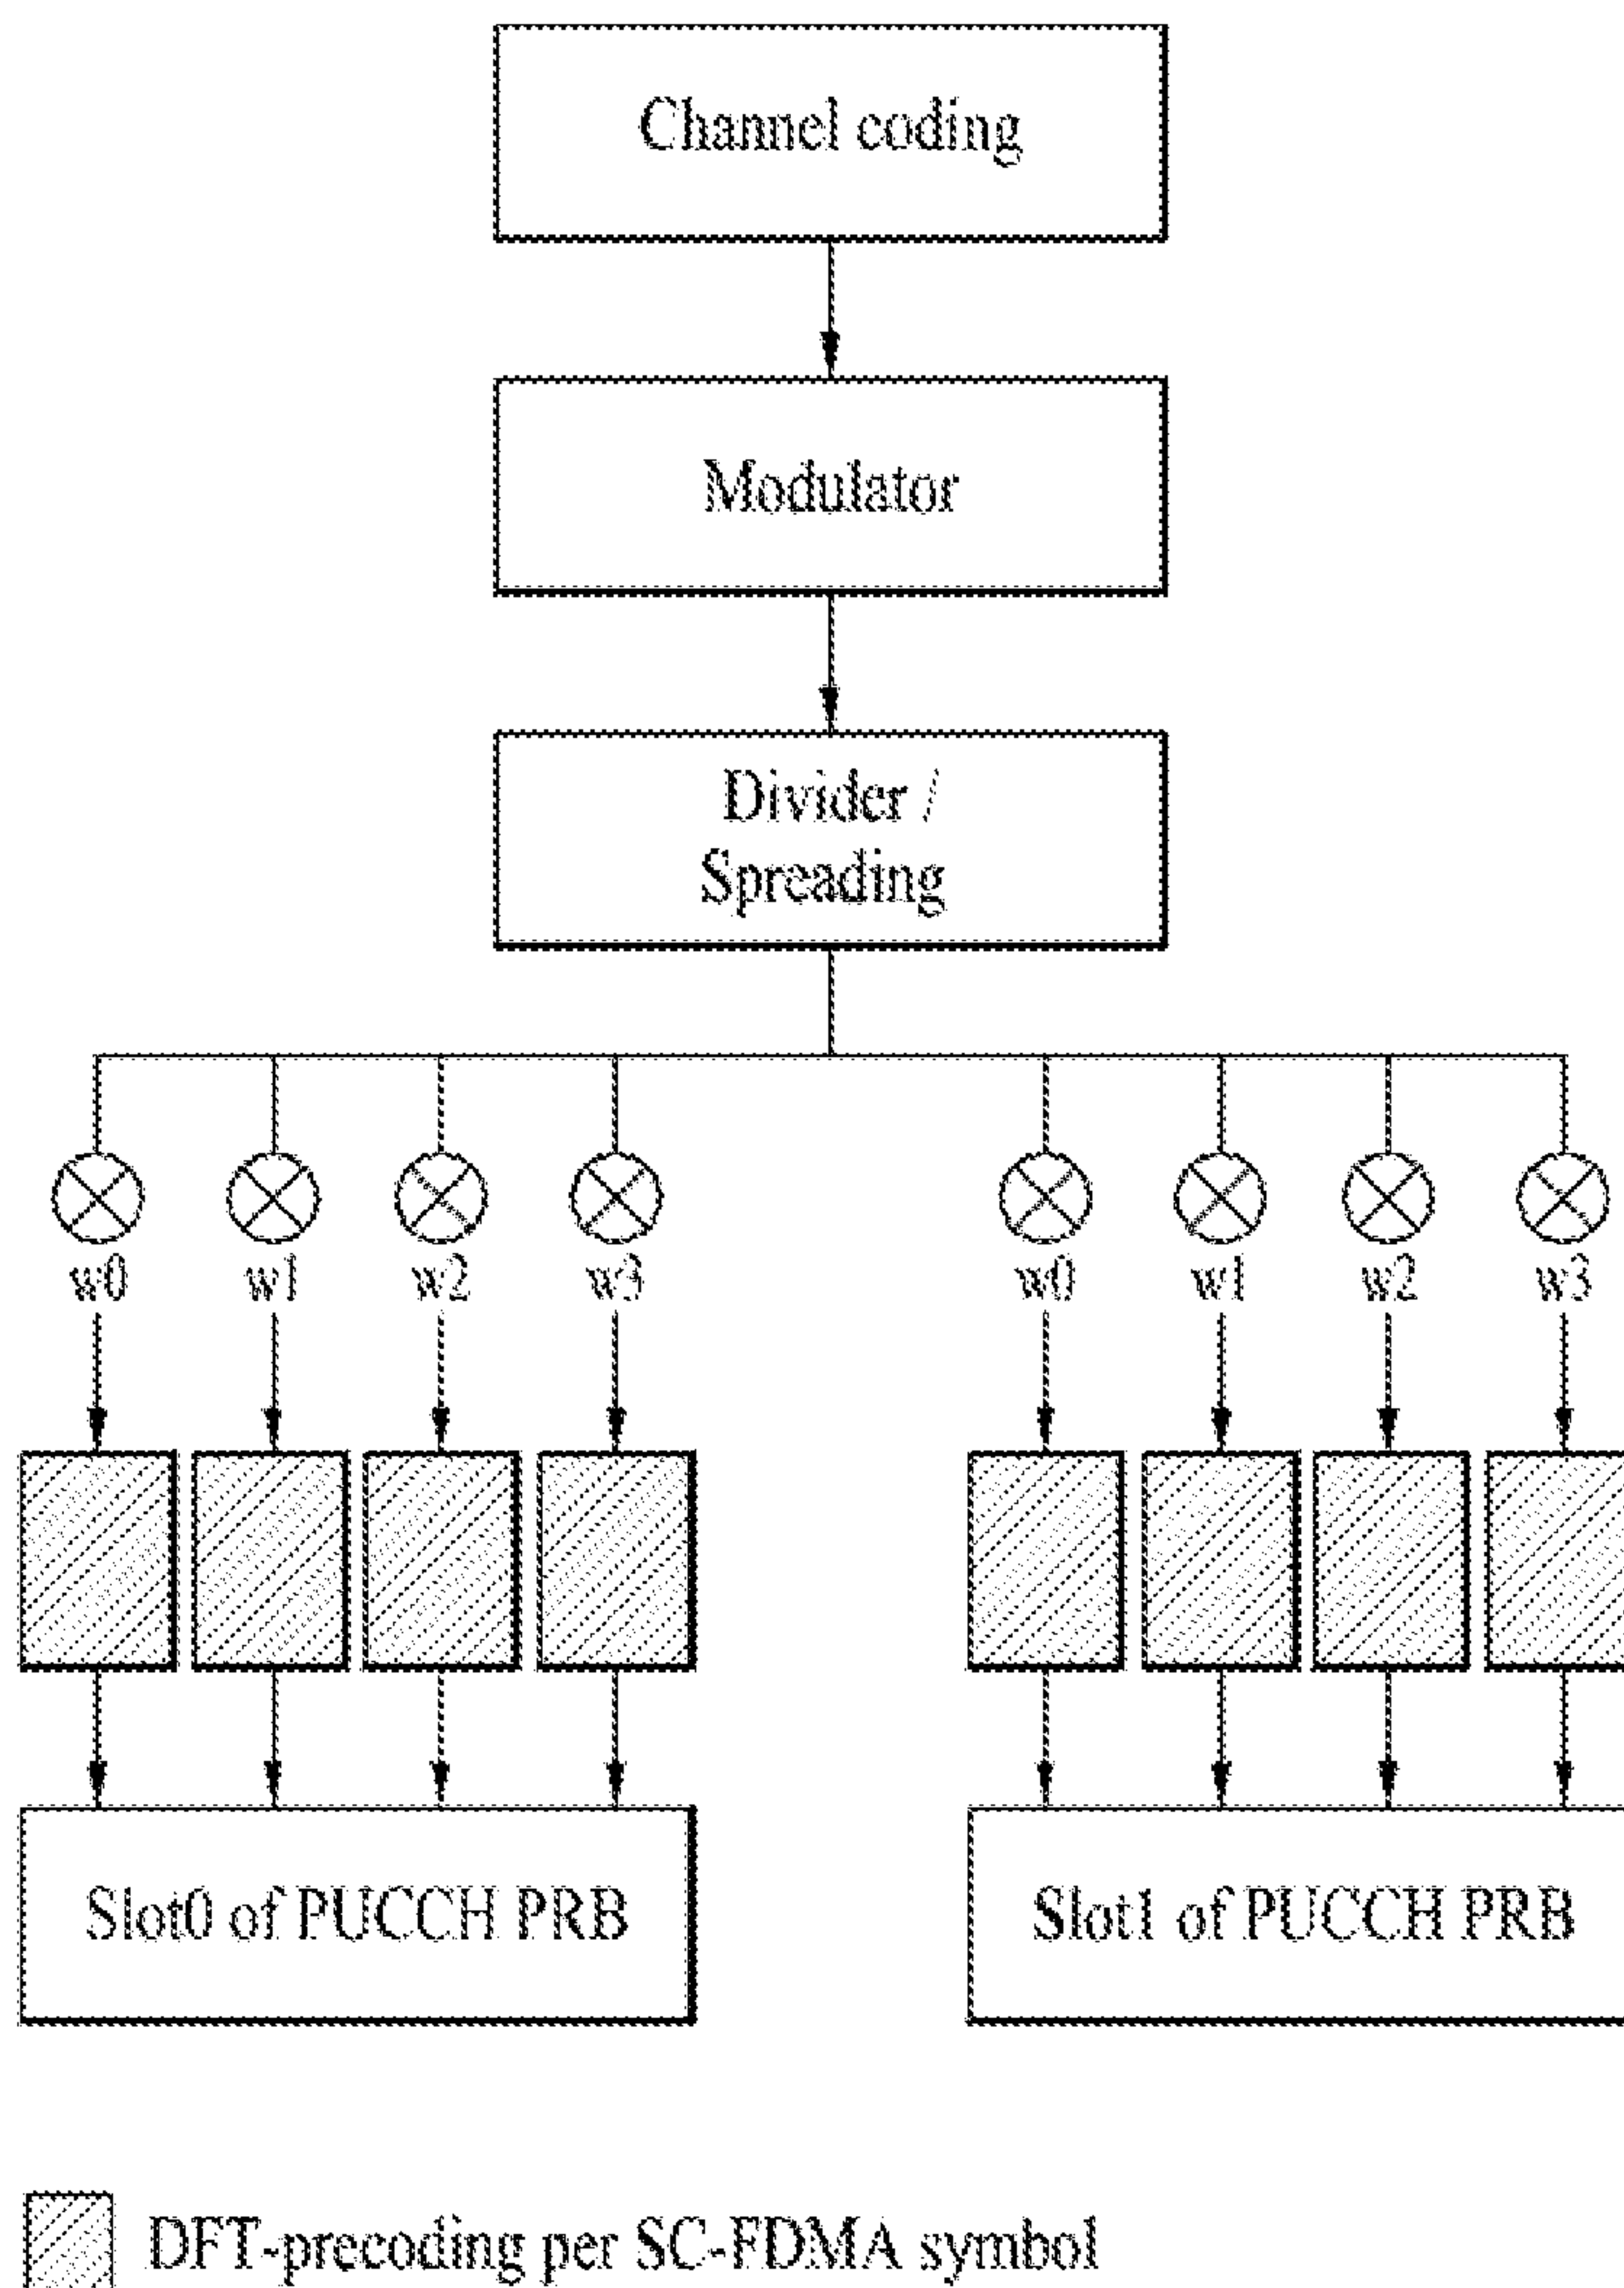 Channel coding
Modulator
Divider /
Spreading
w0 w1 w2 w3 w0 w1 w2 w3
Slot0 of PUCCH PRB Slot1 of PUCCH PRB
DFT-precoding per SC-FDMA symbol